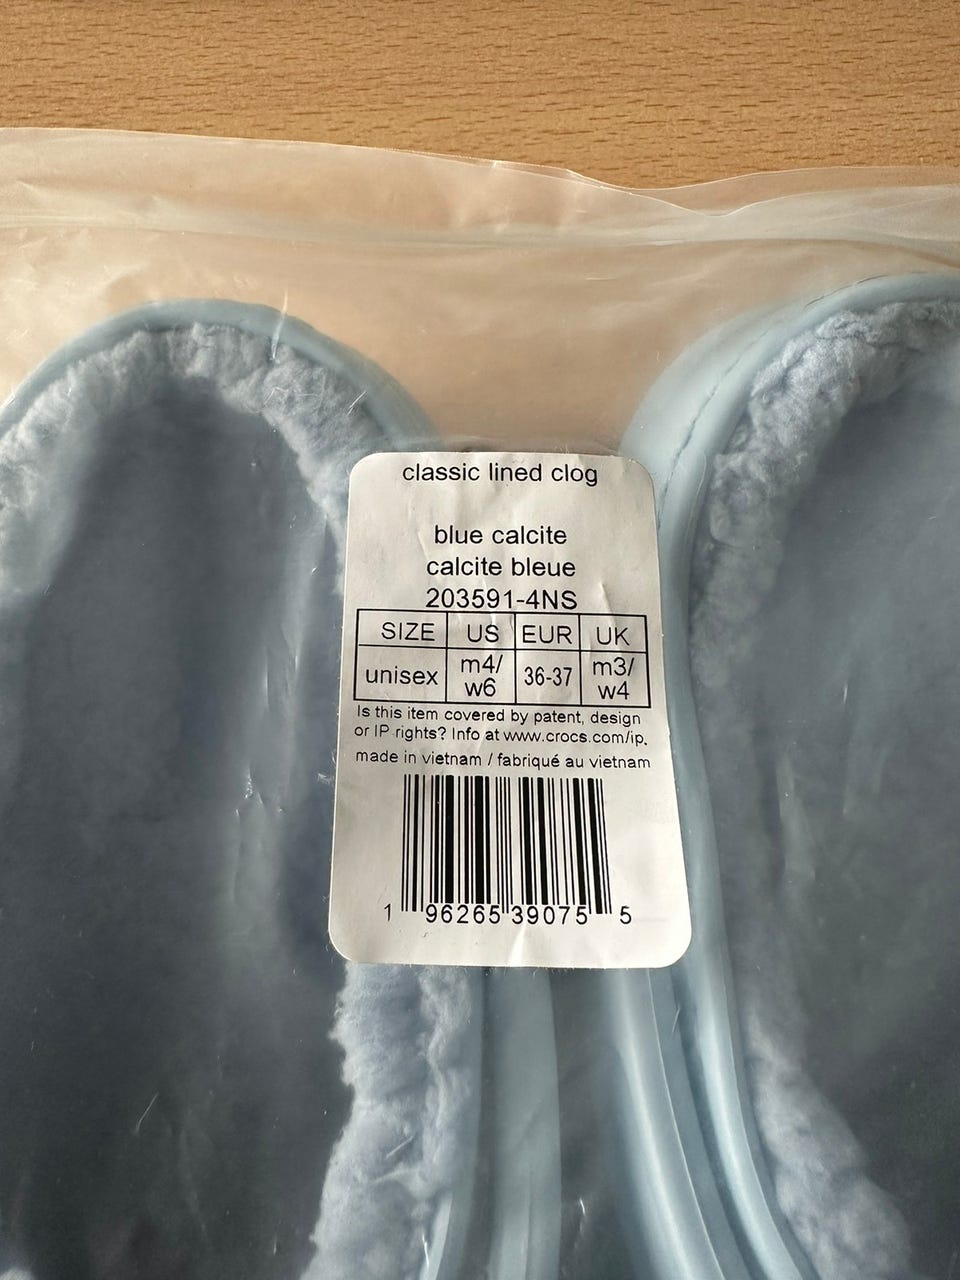 classic lined clog
blue calcite
calcite bleue
203591-4NS
SIZE US EUR UK
unisex m4/w6 36-37 m3/w4
Is this item covered by patent, design
or IP rights? Info at www.crocs.com/ip.
made in vietnam / fabriqué au vietnam
1 96265 39075 5